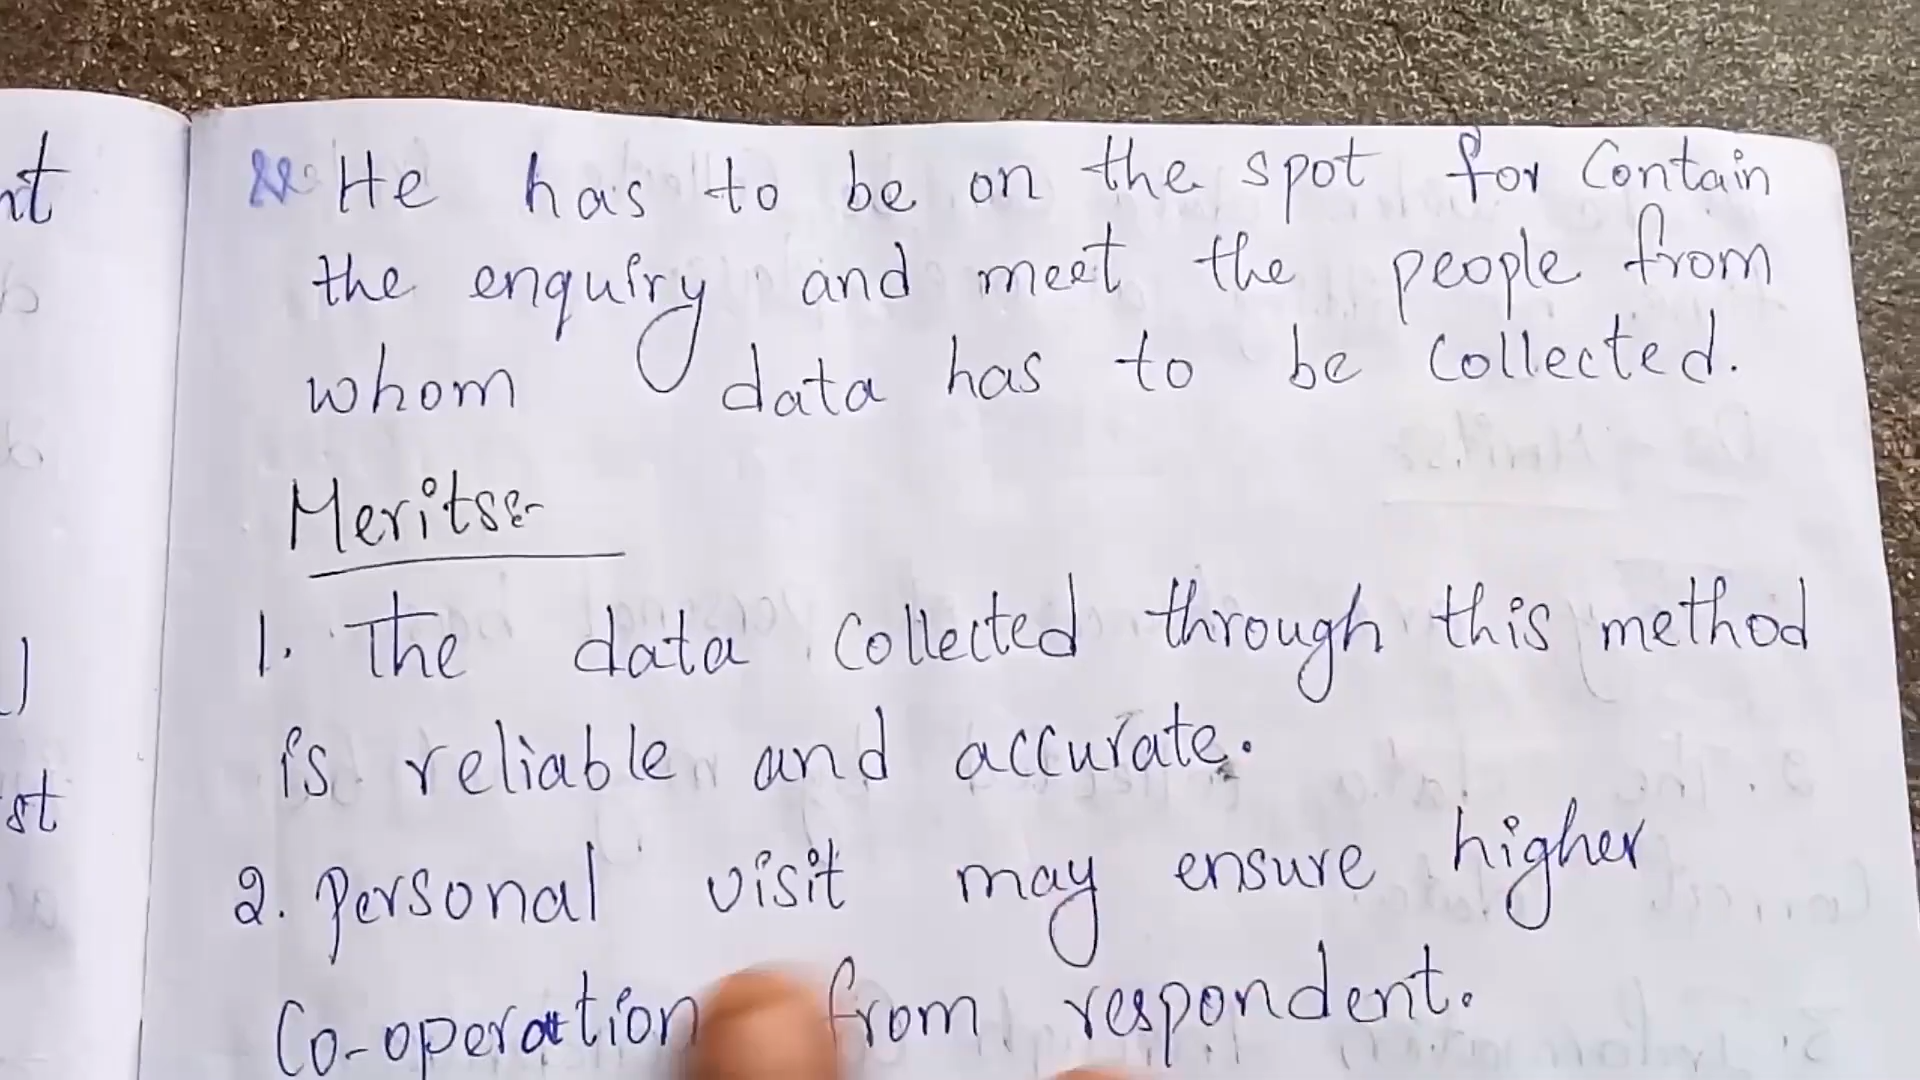 He has to be on the spot for Contain
the enquiry and meet the people from
whom data has to be Collected.
Merits:-
1. The data Collected through this method
is reliable and accurate.
2. Personal visit may ensure higher
Co-operation from respondent.